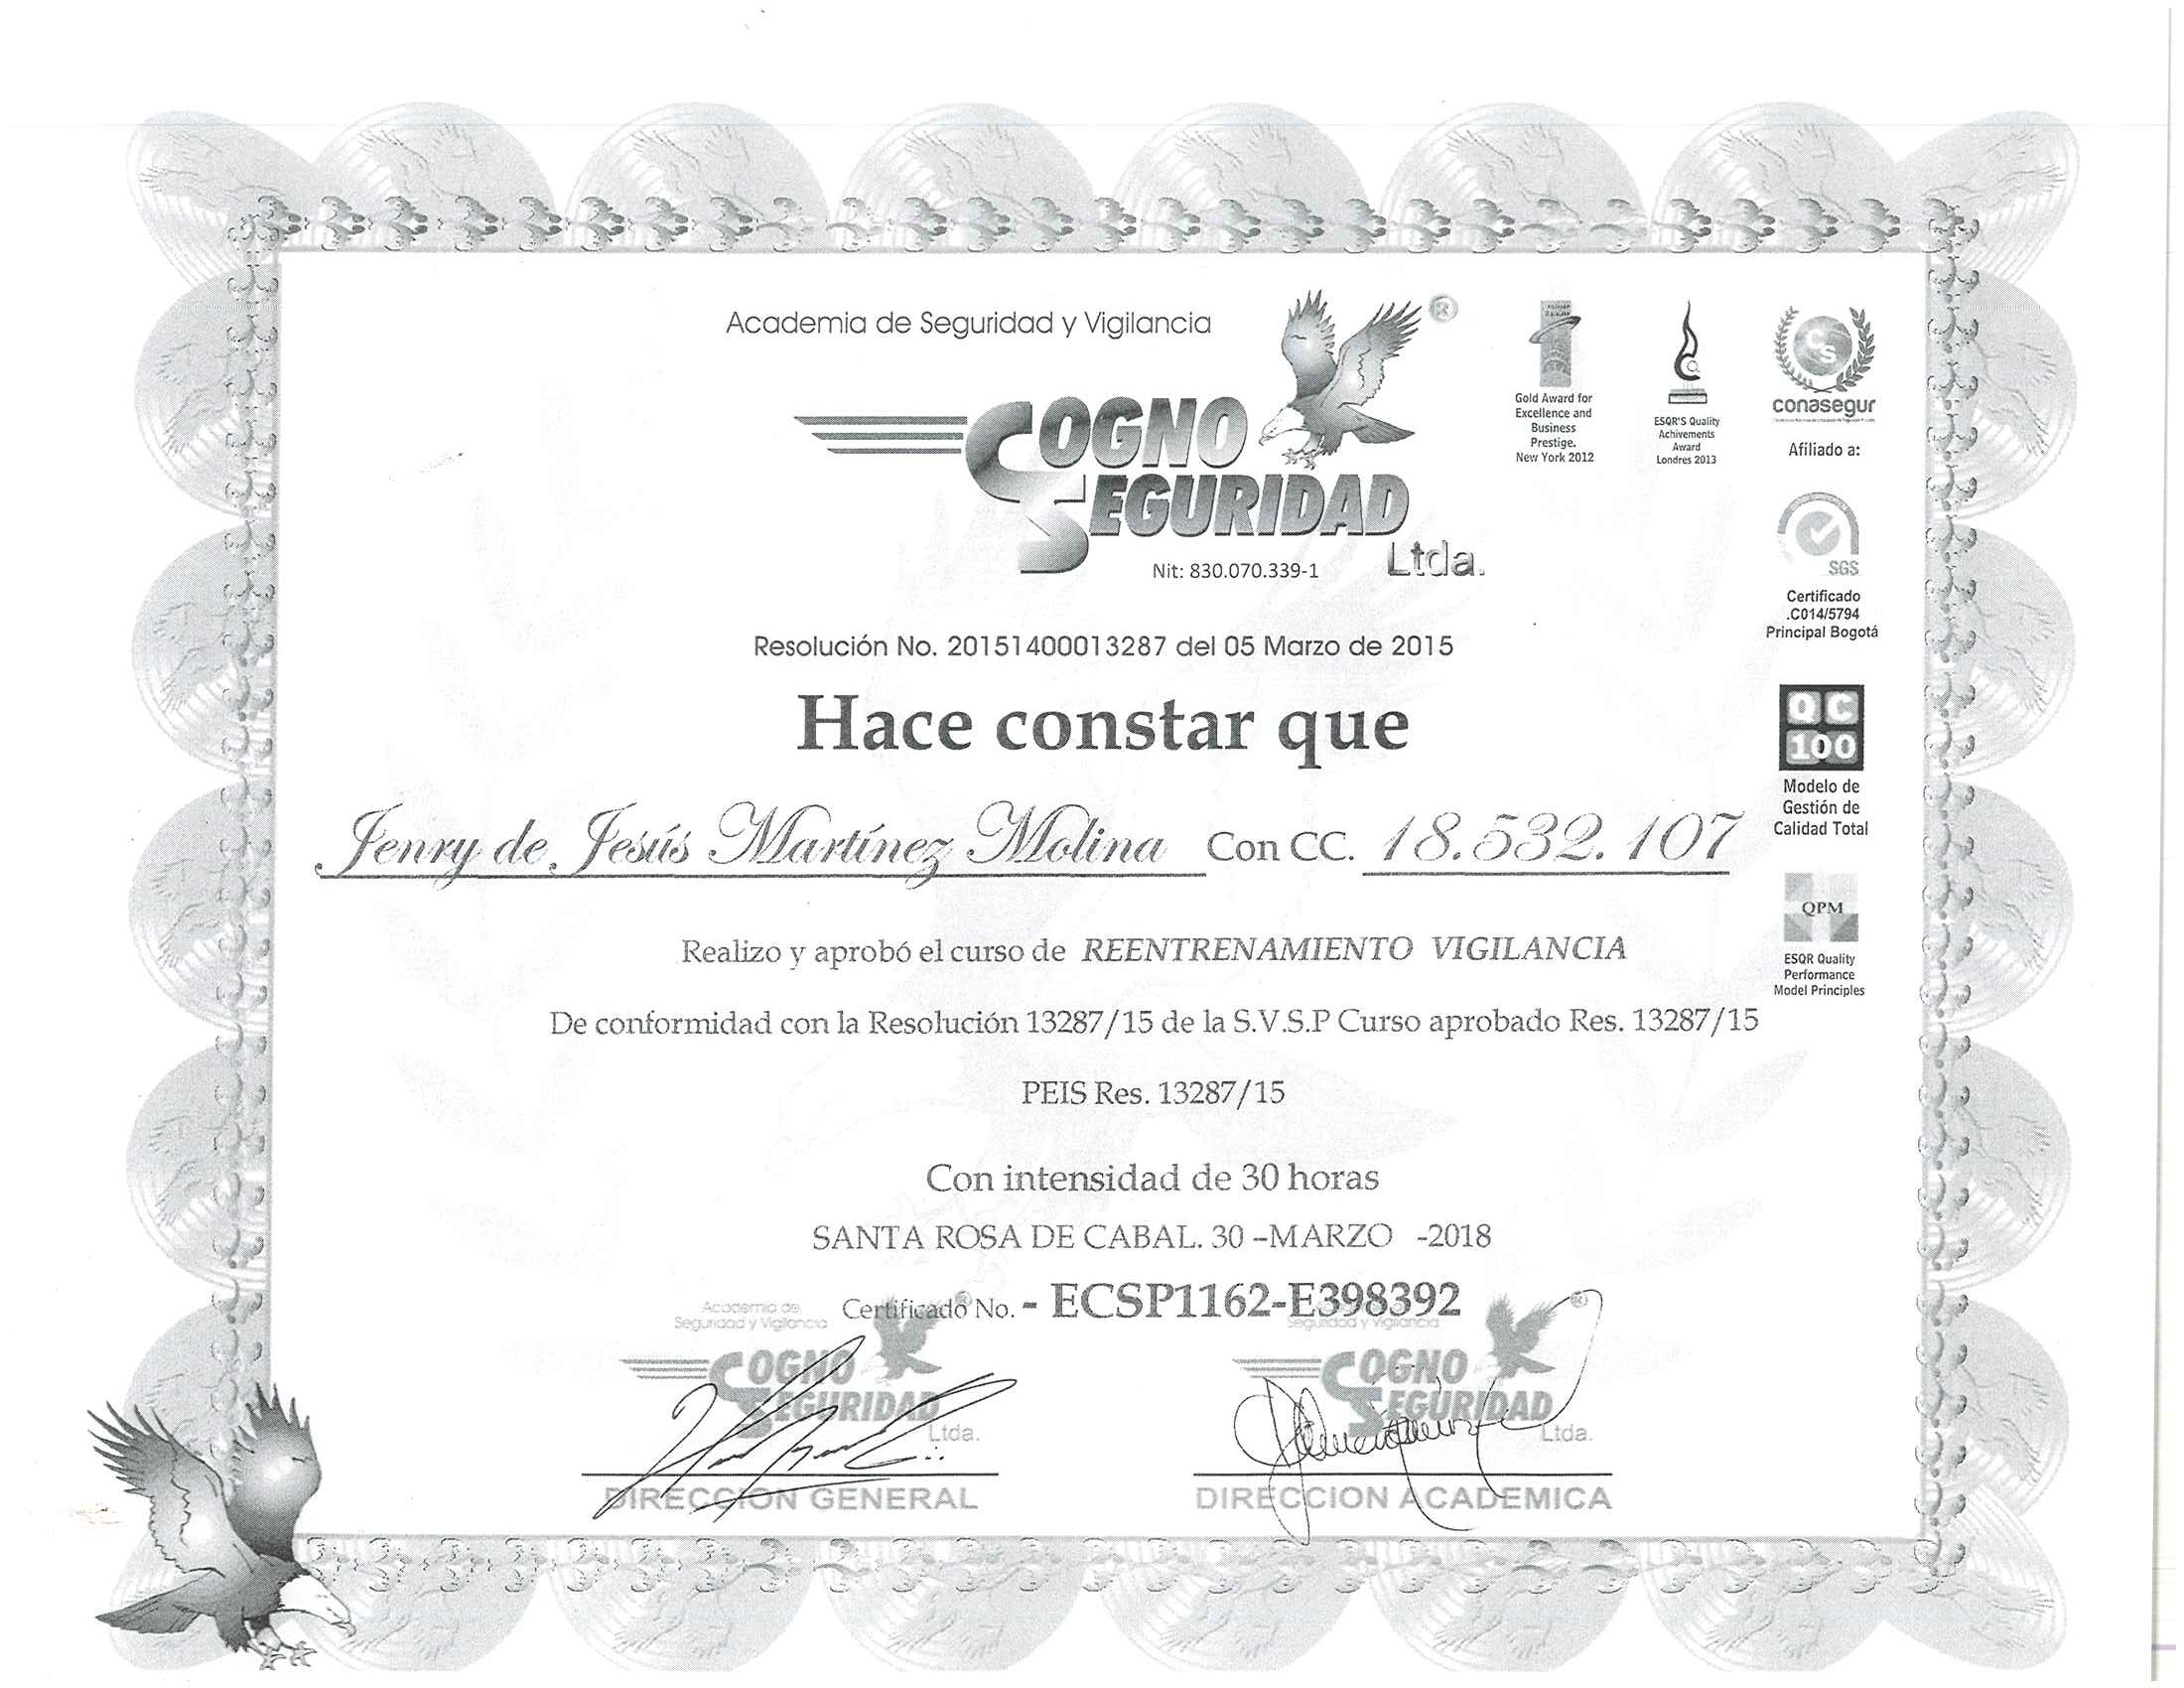 Academia de Seguridad y Vigilancia
®
COGNO
SEGURIDAD
Ltda.
Nit: 830.070.339-1
Gold Award for
Excellence and
Business
Prestige.
New York 2012
ESQR'S Quality
Achivements
Award
Londres 2013
CS
conasegur
Afiliado a:
SGS
Certificado
.C014/5794
Principal Bogotá
QC
100
Modelo de
Gestión de
Calidad Total
QPM
ESQR Quality
Performance
Model Principles
Resolución No. 20151400013287 del 05 Marzo de 2015
Hace constar que
Jenry de Jesús Martínez Molina Con CC. 18.532.107
Realizo y aprobó el curso de REENTRENAMIENTO VIGILANCIA
De conformidad con la Resolución 13287/15 de la S.V.S.P Curso aprobado Res. 13287/15
PEIS Res. 13287/15
Con intensidad de 30 horas
SANTA ROSA DE CABAL. 30 –MARZO -2018
Certificado No. - ECSP1162-E398392
Academia de
Seguridad y Vigilancia
®
COGNO
SEGURIDAD
Ltda.
DIRECCION GENERAL
Seguridad y Vigilancia
®
COGNO
SEGURIDAD
Ltda.
DIRECCION ACADEMICA